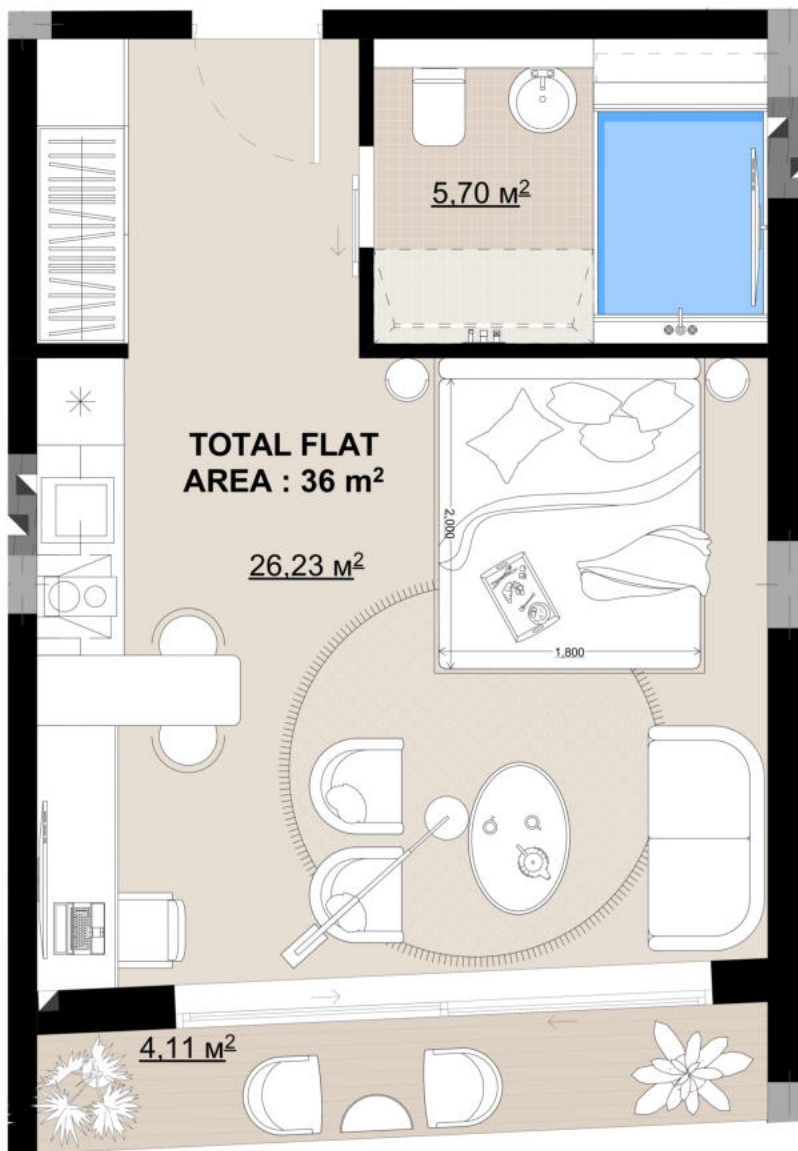 5,70 м²
TOTAL FLAT
AREA : 36 m²
2,000
26,23 м²
1,800
4,11 м²